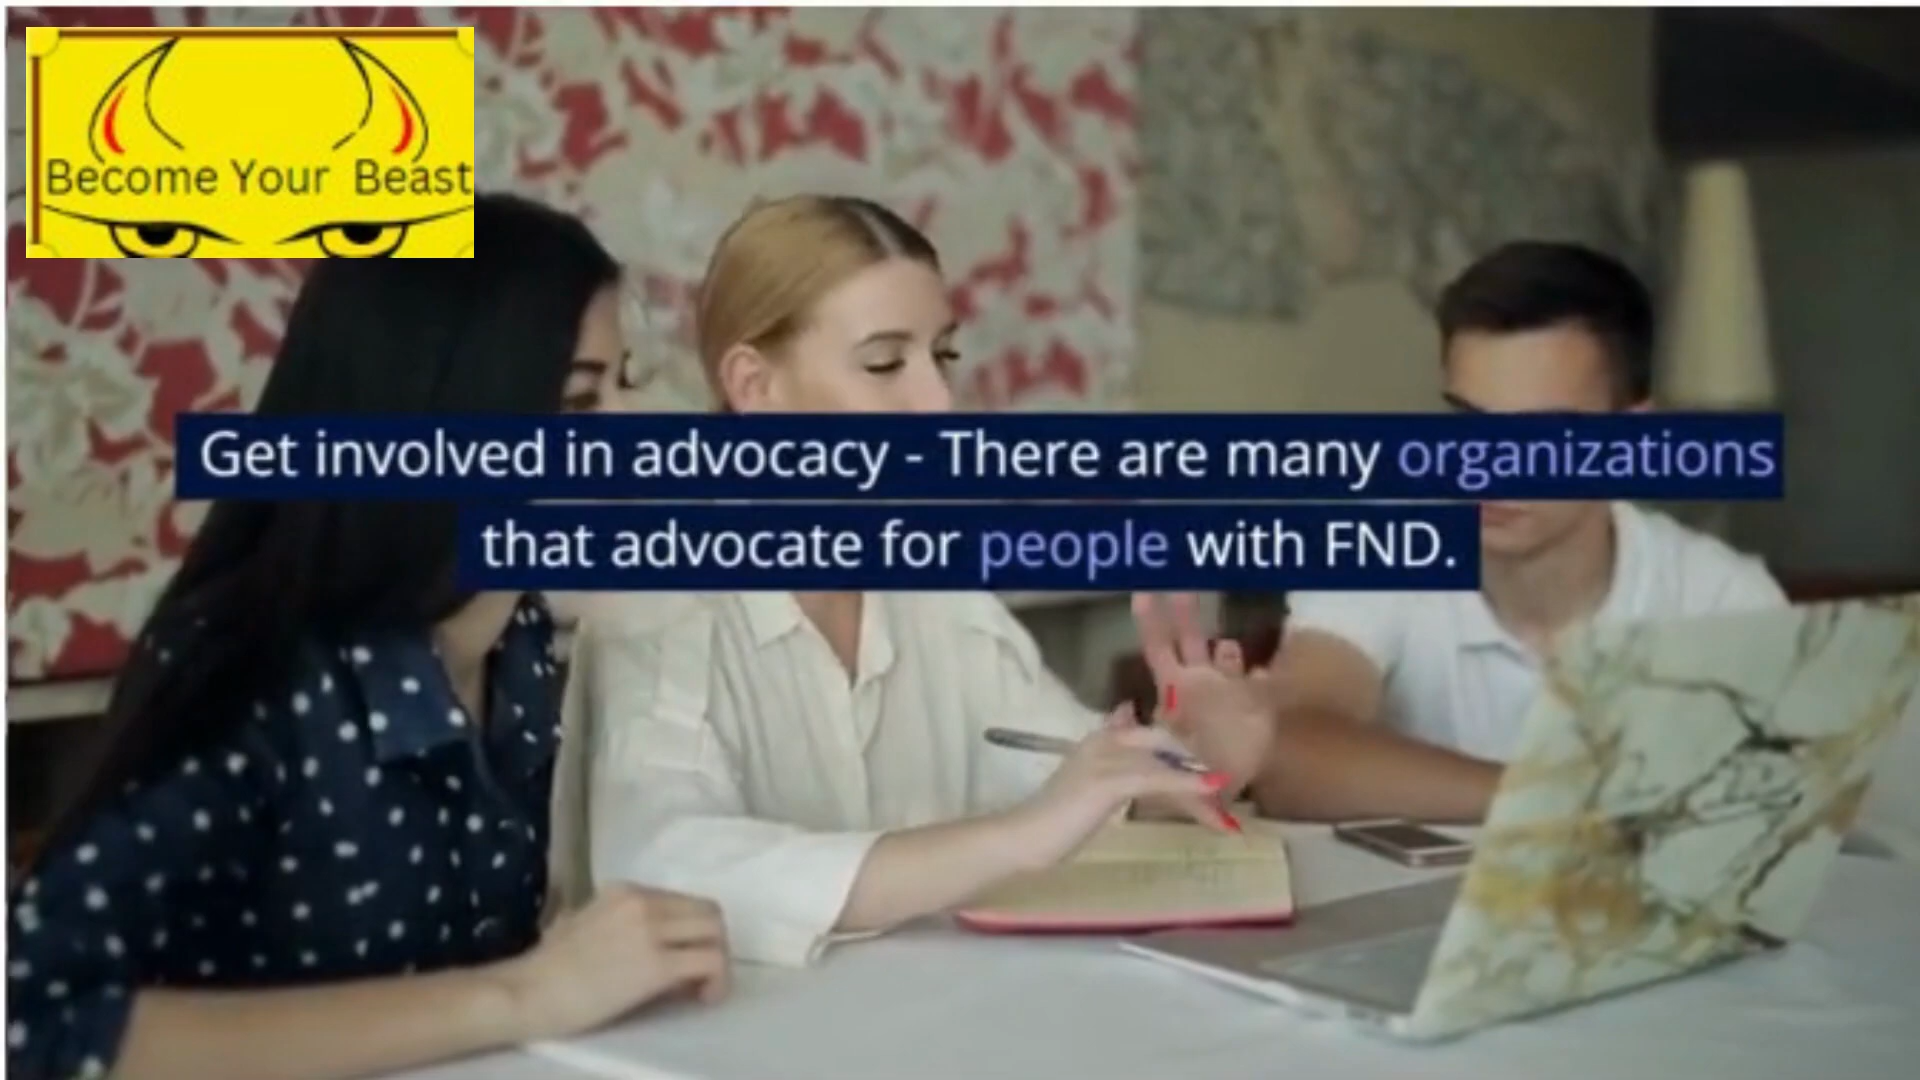 Become Your Beast
Get involved in advocacy - There are many organizations
that advocate for people with FND.